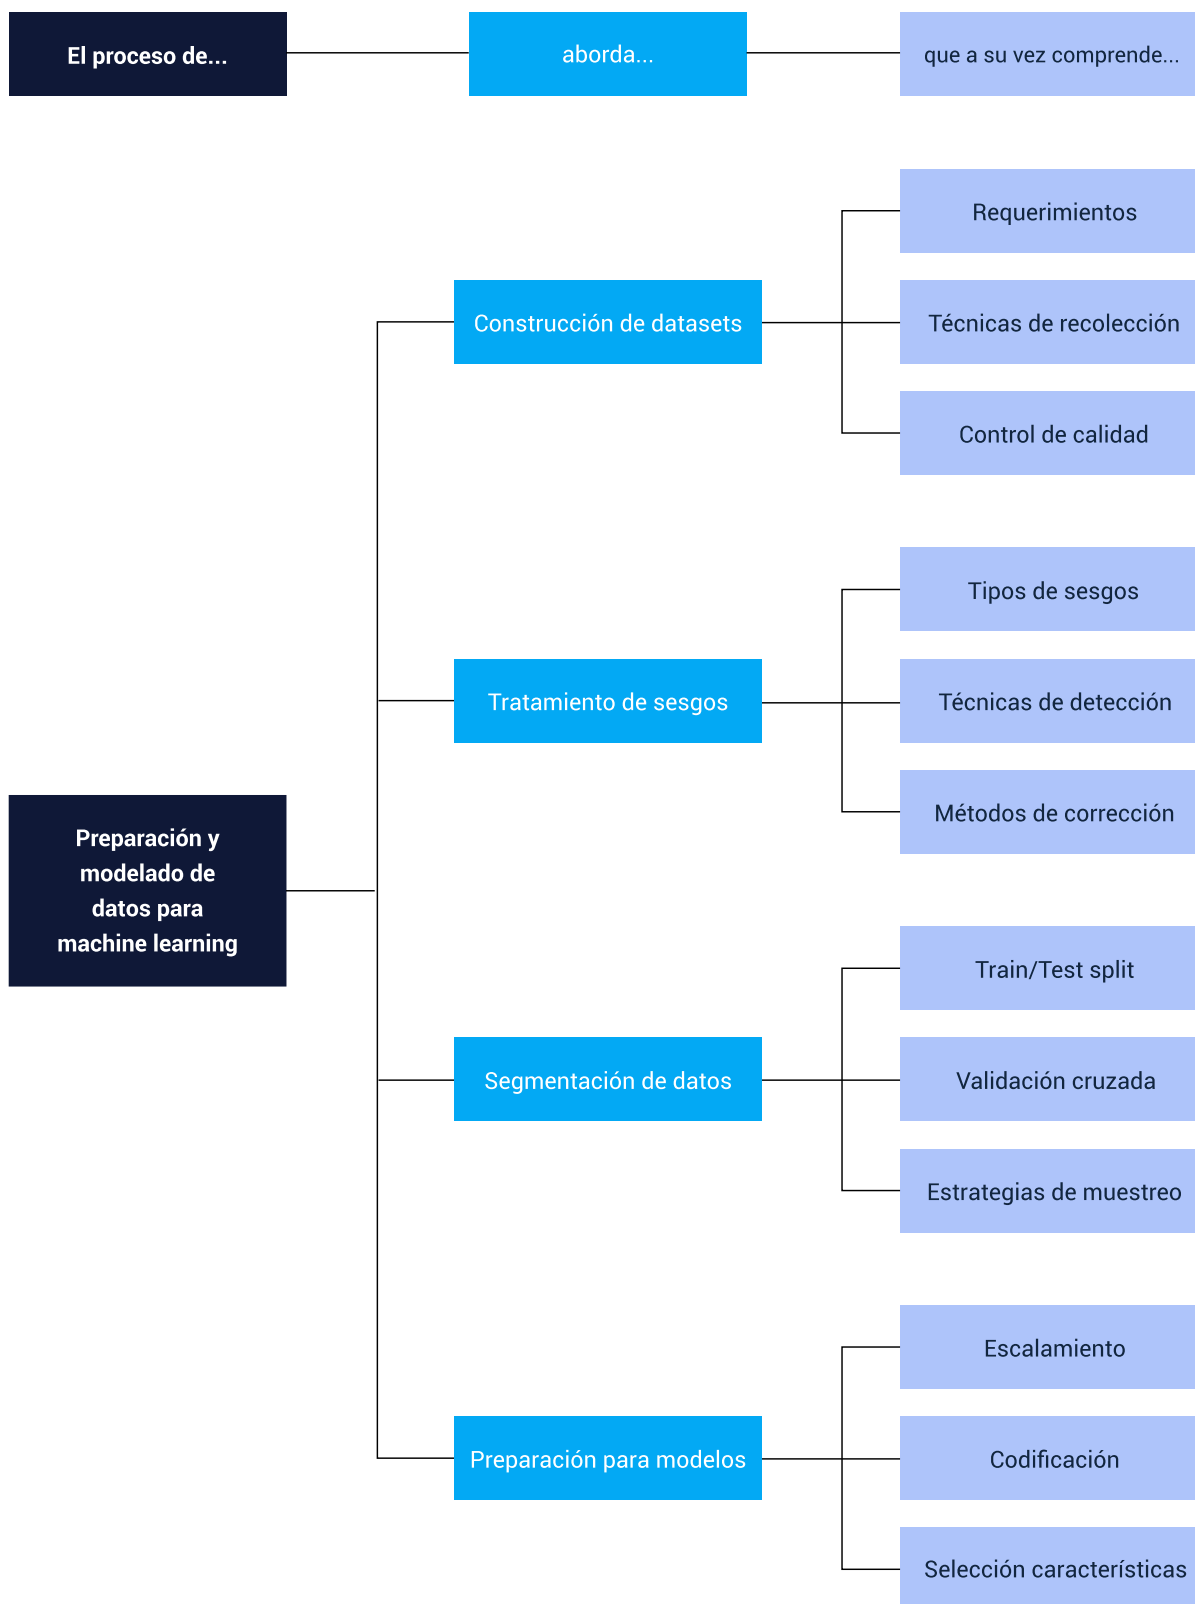 El proceso de...
aborda...
que a su vez comprende...
Requerimientos
Construcción de datasets
Técnicas de recolección
Control de calidad
Tipos de sesgos
Tratamiento de sesgos
Técnicas de detección
Métodos de corrección
Preparación y
modelado de
datos para
machine learning
Train/Test split
Segmentación de datos
Validación cruzada
Estrategias de muestreo
Escalamiento
Preparación para modelos
Codificación
Selección características